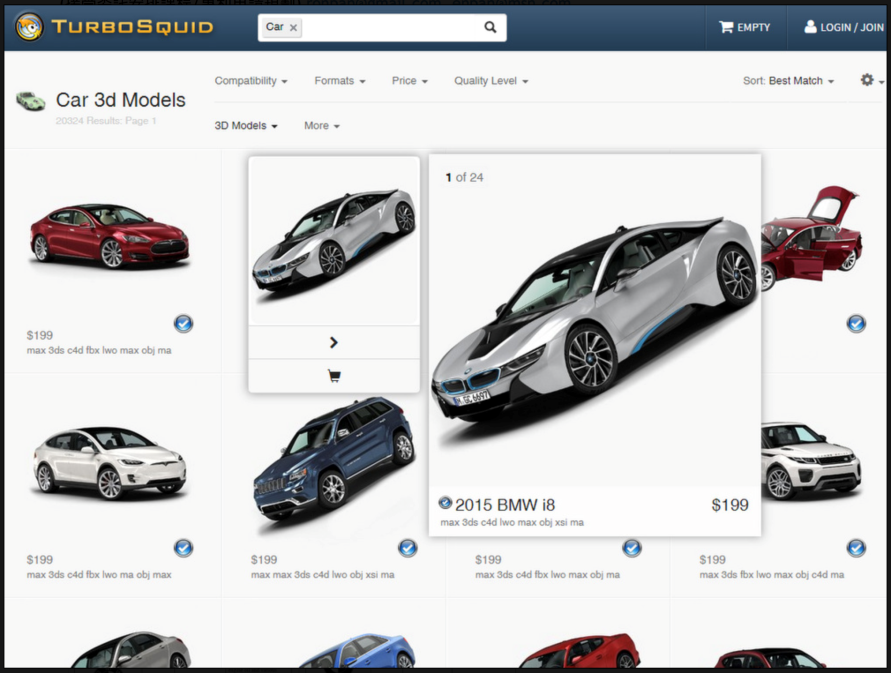 TURBOSQUID
Car ×
EMPTY
LOGIN / JOIN
Compatibility
Formats
Price
Quality Level
Sort: Best Match
Car 3d Models
20324 Results: Page 1
3D Models
More
1 of 24
$199
max 3ds c4d fbx lwo max obj ma
2015 BMW i8
$199
max 3ds c4d lwo max obj xsi ma
$199
max 3ds c4d fbx lwo ma obj max
$199
max max 3ds c4d lwo obj xsi ma
$199
max 3ds c4d fbx lwo max obj ma
$199
max 3ds fbx lwo max obj c4d ma